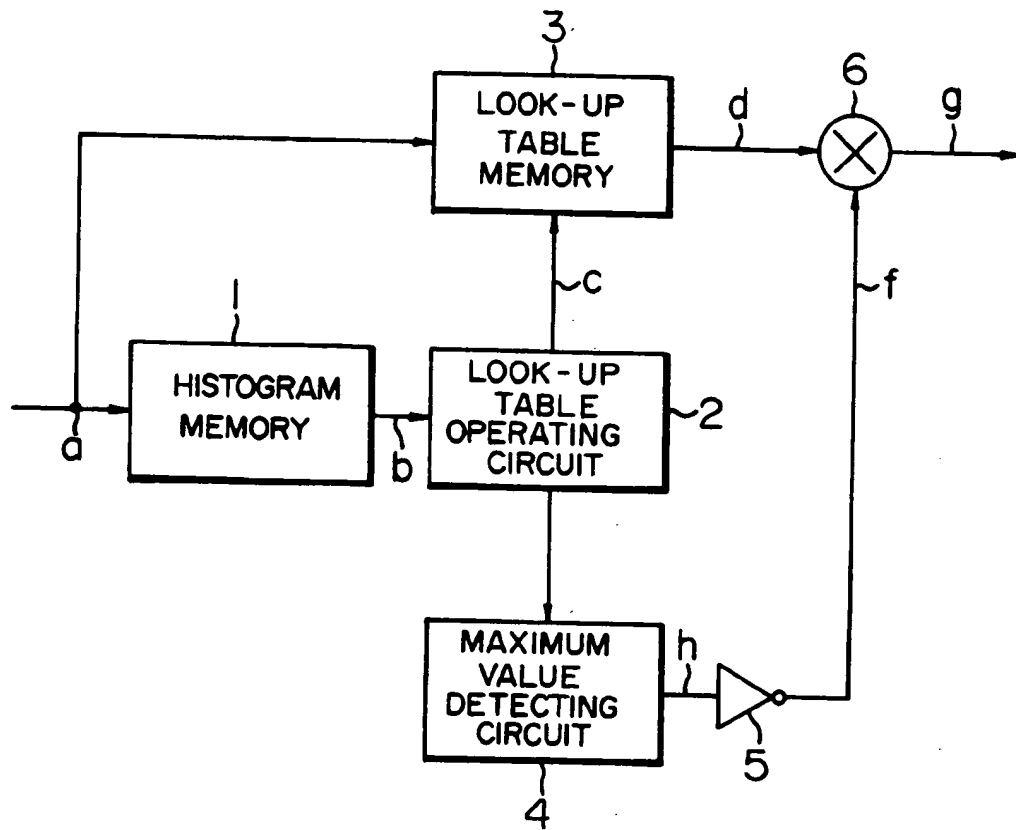 3
LOOK-UP
TABLE
MEMORY
d
6
g
c
f
1
HISTOGRAM
MEMORY
a
b
LOOK-UP
TABLE
OPERATING
CIRCUIT
2
MAXIMUM
VALUE
DETECTING
CIRCUIT
h
5
4